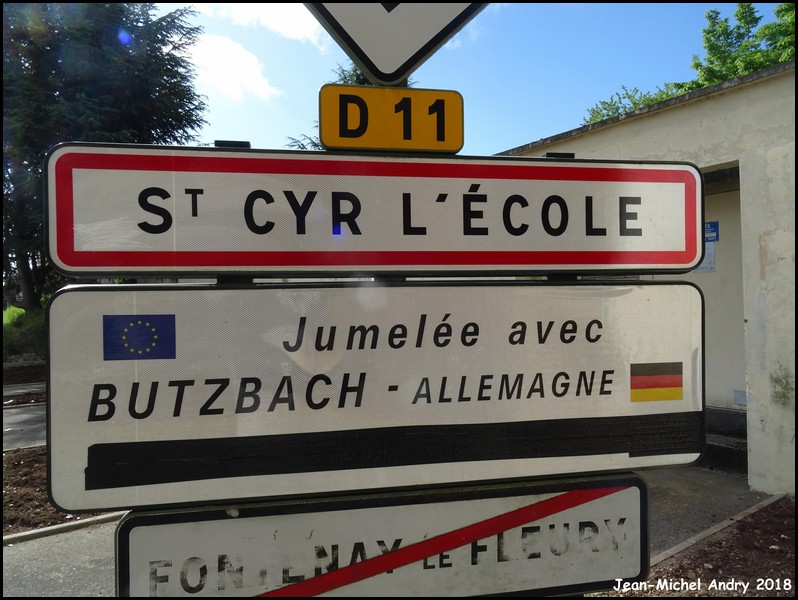 D 11
ST CYR L'ÉCOLE
Jumelée avec
BUTZBACH - ALLEMAGNE
FONTENAY LE FLEURY
Jean-Michel Andry 2018